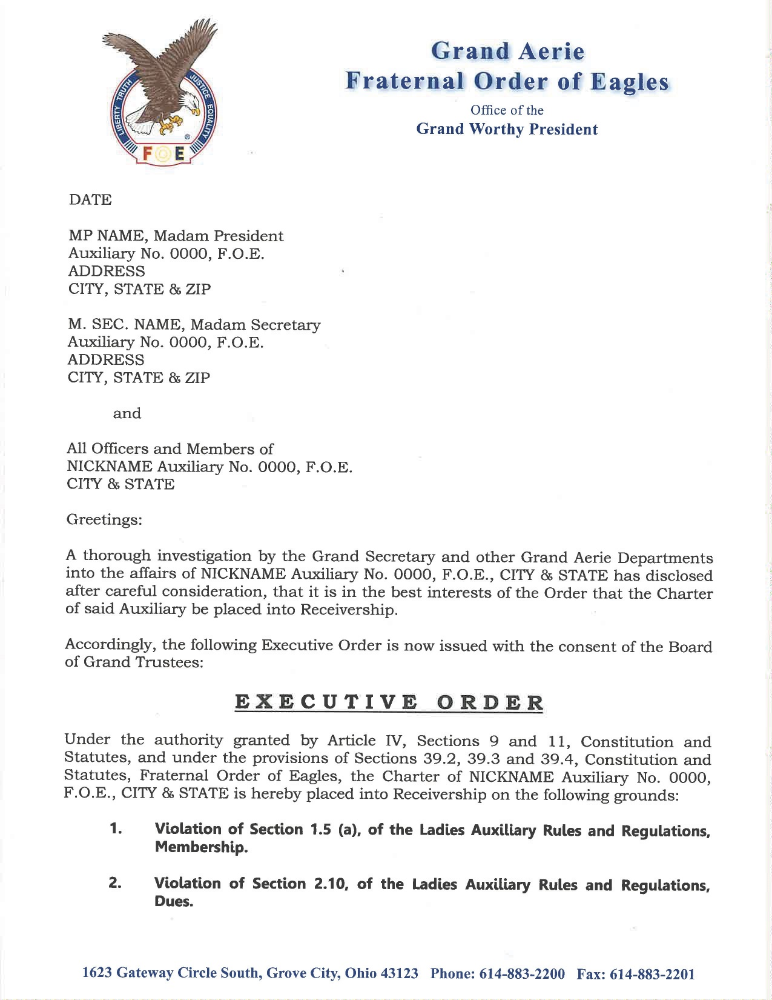 LIBERTY TRUTH JUSTICE EQUALITY
®
F O E
Grand Aerie
Fraternal Order of Eagles
Office of the
Grand Worthy President
DATE
MP NAME, Madam President
Auxiliary No. 0000, F.O.E.
ADDRESS
CITY, STATE & ZIP
M. SEC. NAME, Madam Secretary
Auxiliary No. 0000, F.O.E.
ADDRESS
CITY, STATE & ZIP
and
All Officers and Members of
NICKNAME Auxiliary No. 0000, F.O.E.
CITY & STATE
Greetings:
A thorough investigation by the Grand Secretary and other Grand Aerie Departments
into the affairs of NICKNAME Auxiliary No. 0000, F.O.E., CITY & STATE has disclosed
after careful consideration, that it is in the best interests of the Order that the Charter
of said Auxiliary be placed into Receivership.
Accordingly, the following Executive Order is now issued with the consent of the Board
of Grand Trustees:
EXECUTIVE ORDER
Under the authority granted by Article IV, Sections 9 and 11, Constitution and
Statutes, and under the provisions of Sections 39.2, 39.3 and 39.4, Constitution and
Statutes, Fraternal Order of Eagles, the Charter of NICKNAME Auxiliary No. 0000,
F.O.E., CITY & STATE is hereby placed into Receivership on the following grounds:
1. Violation of Section 1.5 (a), of the Ladies Auxiliary Rules and Regulations,
Membership.
2. Violation of Section 2.10, of the Ladies Auxiliary Rules and Regulations,
Dues.
1623 Gateway Circle South, Grove City, Ohio 43123 Phone: 614-883-2200 Fax: 614-883-2201